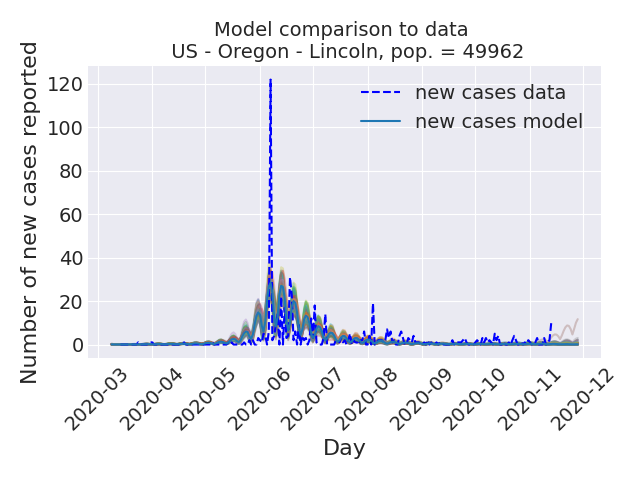 Model comparison to data
US - Oregon - Lincoln, pop. = 49962
new cases data
new cases model
Number of new cases reported
120
100
80
60
40
20
0
2020-03
2020-04
2020-05
2020-06
2020-07
2020-08
2020-09
2020-10
2020-11
2020-12
Day